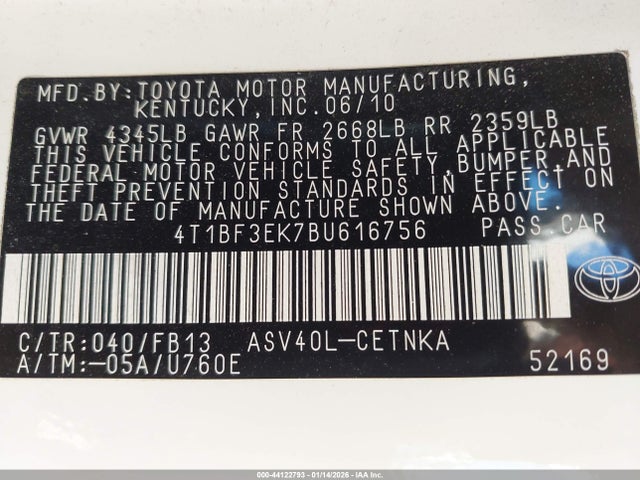 MFD.BY:TOYOTA MOTOR MANUFACTURING,
KENTUCKY,INC.06/10
GVWR 4345LB GAWR FR 2668LB RR 2359LB
THIS VEHICLE CONFORMS TO ALL APPLICABLE
FEDERAL MOTOR VEHICLE SAFETY,BUMPER,AND
THEFT PREVENTION STANDARDS IN EFFECT ON
THE DATE OF MANUFACTURE SHOWN ABOVE.
4T1BF3EK7BU616756 PASS.CAR
C/TR:040/FB13 ASV40L-CETNKA
A/TM:-05A/U760E 52169
000-44122793 - 01/14/2026 - IAA Inc.